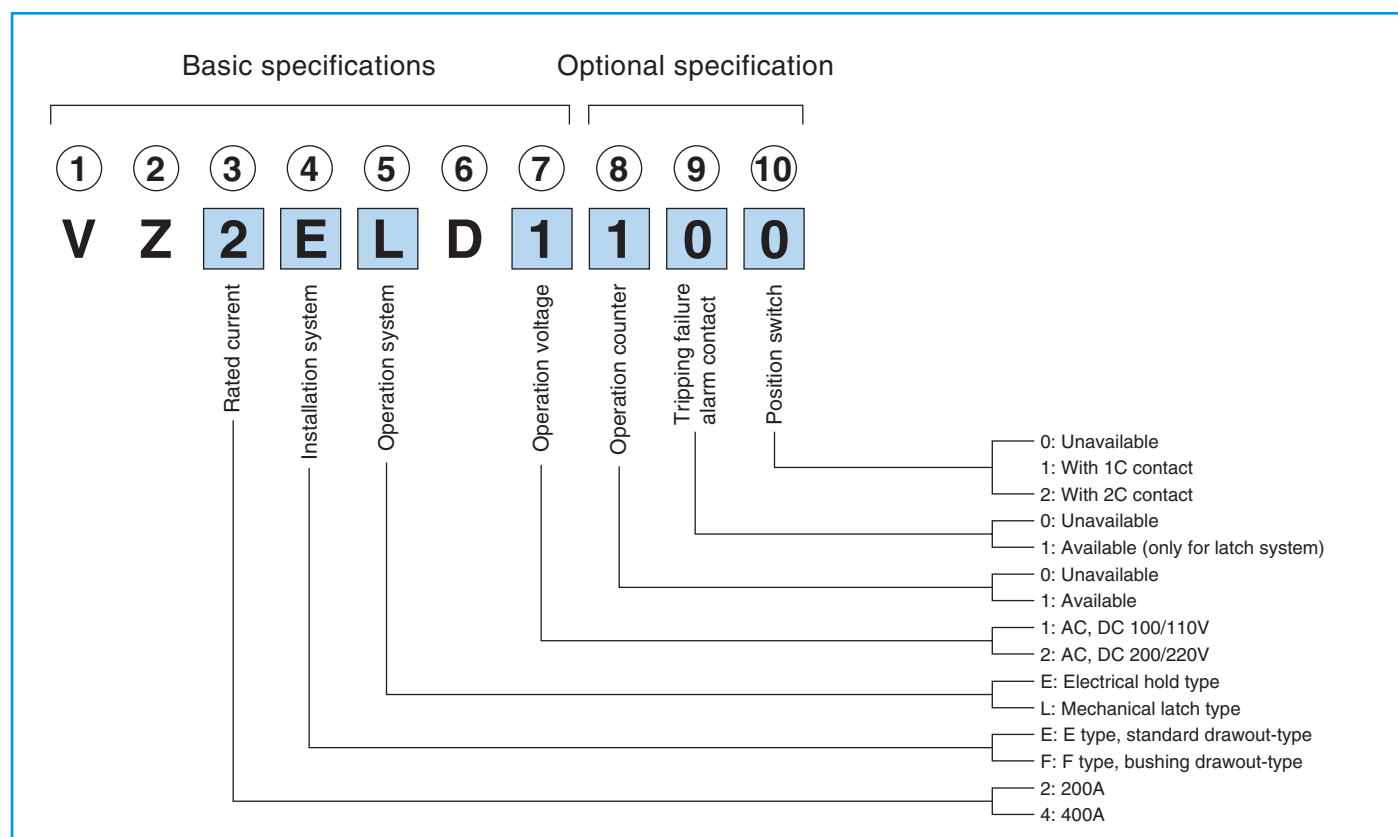 Basic specifications Optional specification
1 2 3 4 5 6 7 8 9 10
V Z 2 E L D 1 1 0 0
Rated current
Installation system
Operation system
Operation voltage
Operation counter
Tripping failure
alarm contact
Position switch
0: Unavailable
1: With 1C contact
2: With 2C contact
0: Unavailable
1: Available (only for latch system)
0: Unavailable
1: Available
1: AC, DC 100/110V
2: AC, DC 200/220V
E: Electrical hold type
L: Mechanical latch type
E: E type, standard drawout-type
F: F type, bushing drawout-type
2: 200A
4: 400A